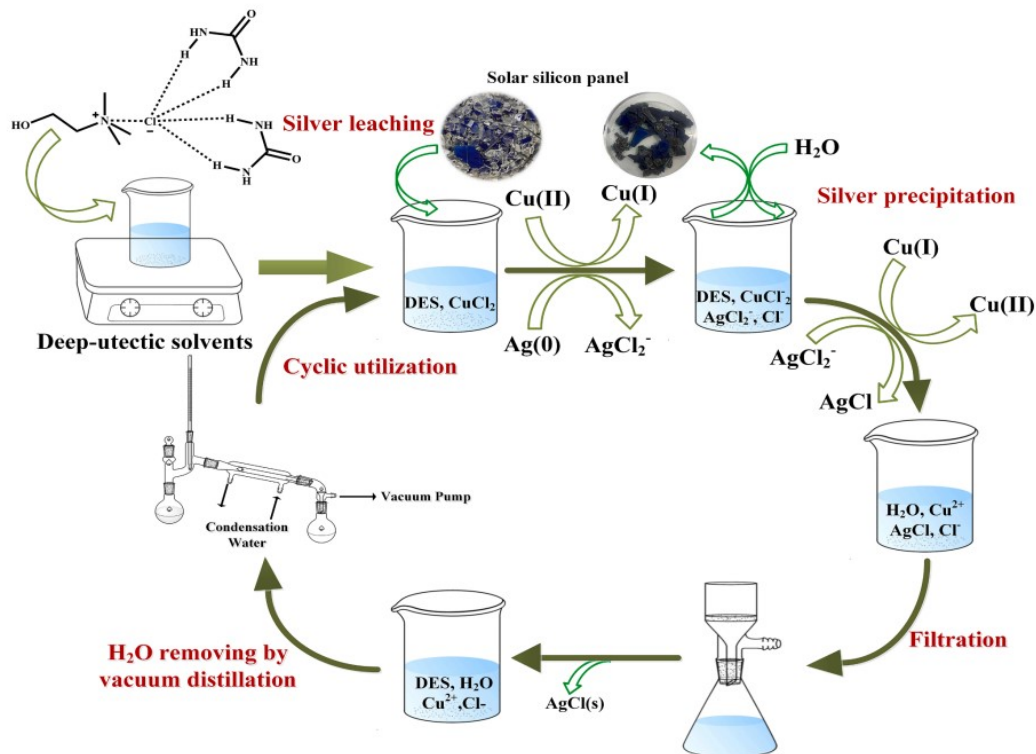 O
HN
H
NH
H
HO
N
+
Cl
−
H
NH
H
N
H
O
Silver leaching
Solar silicon panel
H₂O
Silver precipitation
Cu(II)
Cu(I)
DES, CuCl₂
Ag(0)
AgCl₂⁻
DES, CuCl⁻₂
AgCl₂⁻, Cl⁻
Cu(I)
Cu(II)
AgCl₂⁻
AgCl
Deep-utectic solvents
Cyclic utilization
Vacuum Pump
Condensation
Water
H₂O, Cu²⁺
AgCl, Cl⁻
Filtration
AgCl(s)
DES, H₂O
Cu²⁺,Cl-
H₂O removing by
vacuum distillation